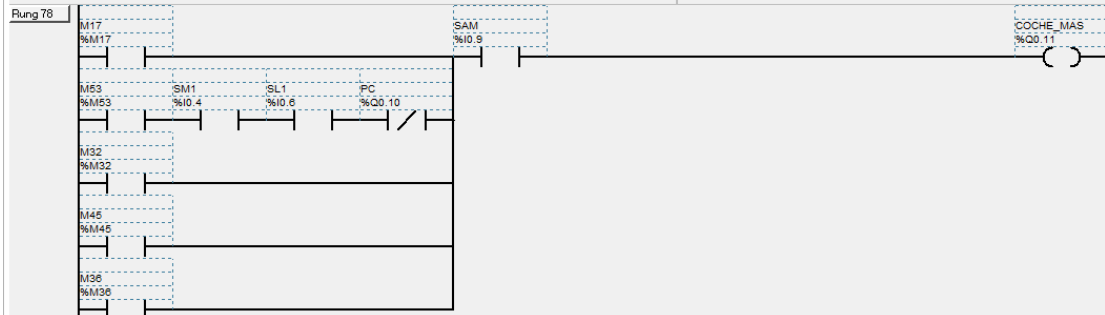 Rung 78
M17 SAM COCHE_MAS
%M17 %I0.9 %Q0.11
M53 SM1 SL1 PC
%M53 %I0.4 %I0.6 %Q0.10
M32
%M32
M45
%M45
M36
%M36